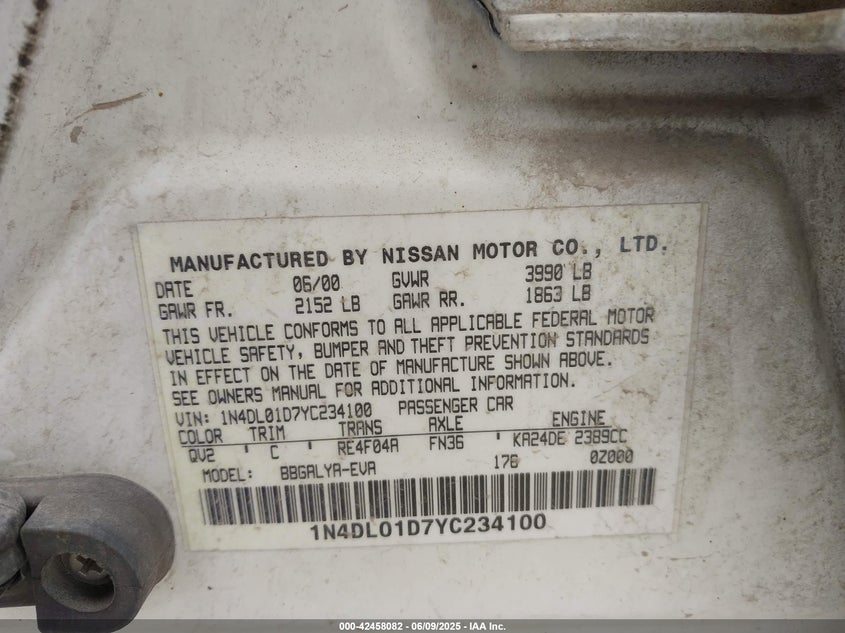 MANUFACTURED BY NISSAN MOTOR CO., LTD.
DATE 06/00 GVWR 3990 LB
GAWR FR. 2152 LB GAWR RR. 1863 LB
THIS VEHICLE CONFORMS TO ALL APPLICABLE FEDERAL MOTOR
VEHICLE SAFETY, BUMPER AND THEFT PREVENTION STANDARDS
IN EFFECT ON THE DATE OF MANUFACTURE SHOWN ABOVE.
SEE OWNERS MANUAL FOR ADDITIONAL INFORMATION.
VIN: 1N4DL01D7YC234100 PASSENGER CAR
COLOR TRIM TRANS AXLE ENGINE
QV2 ' C ' RE4F04A FN36 ' KA24DE 2389CC
MODEL: BBGALYA-EVA 176 0Z000
1N4DL01D7YC234100
000-42458082 - 06/09/2025 - IAA Inc.